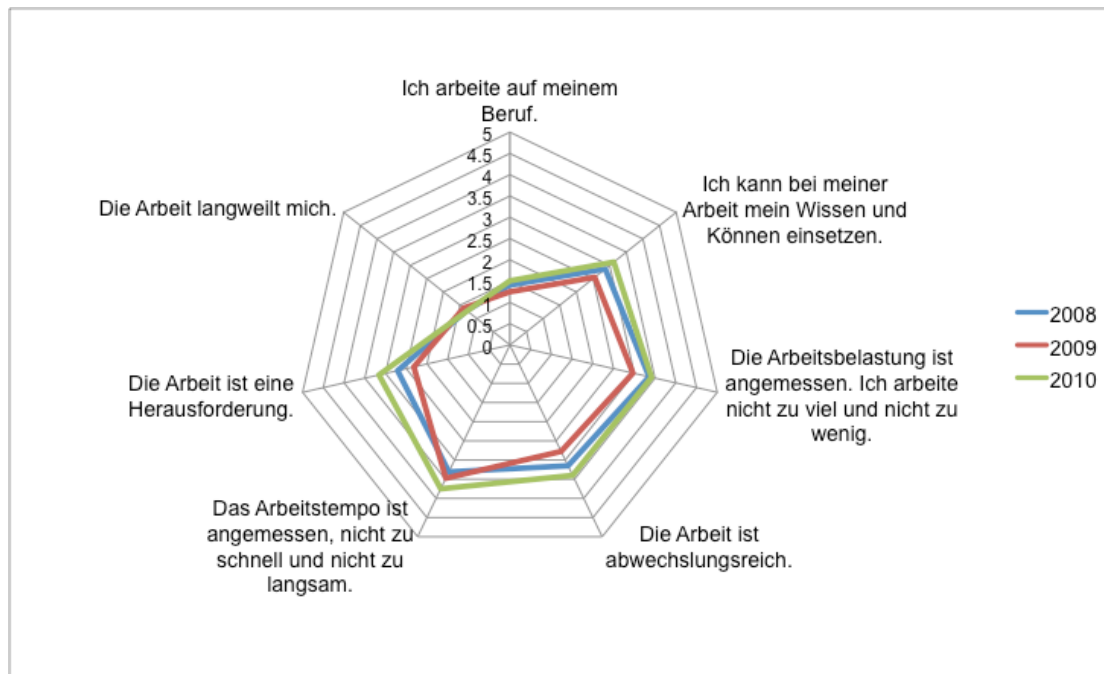 Ich arbeite auf meinem
Beruf.
5
4.5
4
3.5
3
2.5
2
1.5
1
0.5
0
Ich kann bei meiner
Arbeit mein Wissen und
Können einsetzen.
Die Arbeitsbelastung ist
angemessen. Ich arbeite
nicht zu viel und nicht zu
wenig.
Die Arbeit ist
abwechslungsreich.
Das Arbeitstempo ist
angemessen, nicht zu
schnell und nicht zu
langsam.
Die Arbeit ist eine
Herausforderung.
Die Arbeit langweilt mich.
2008
2009
2010